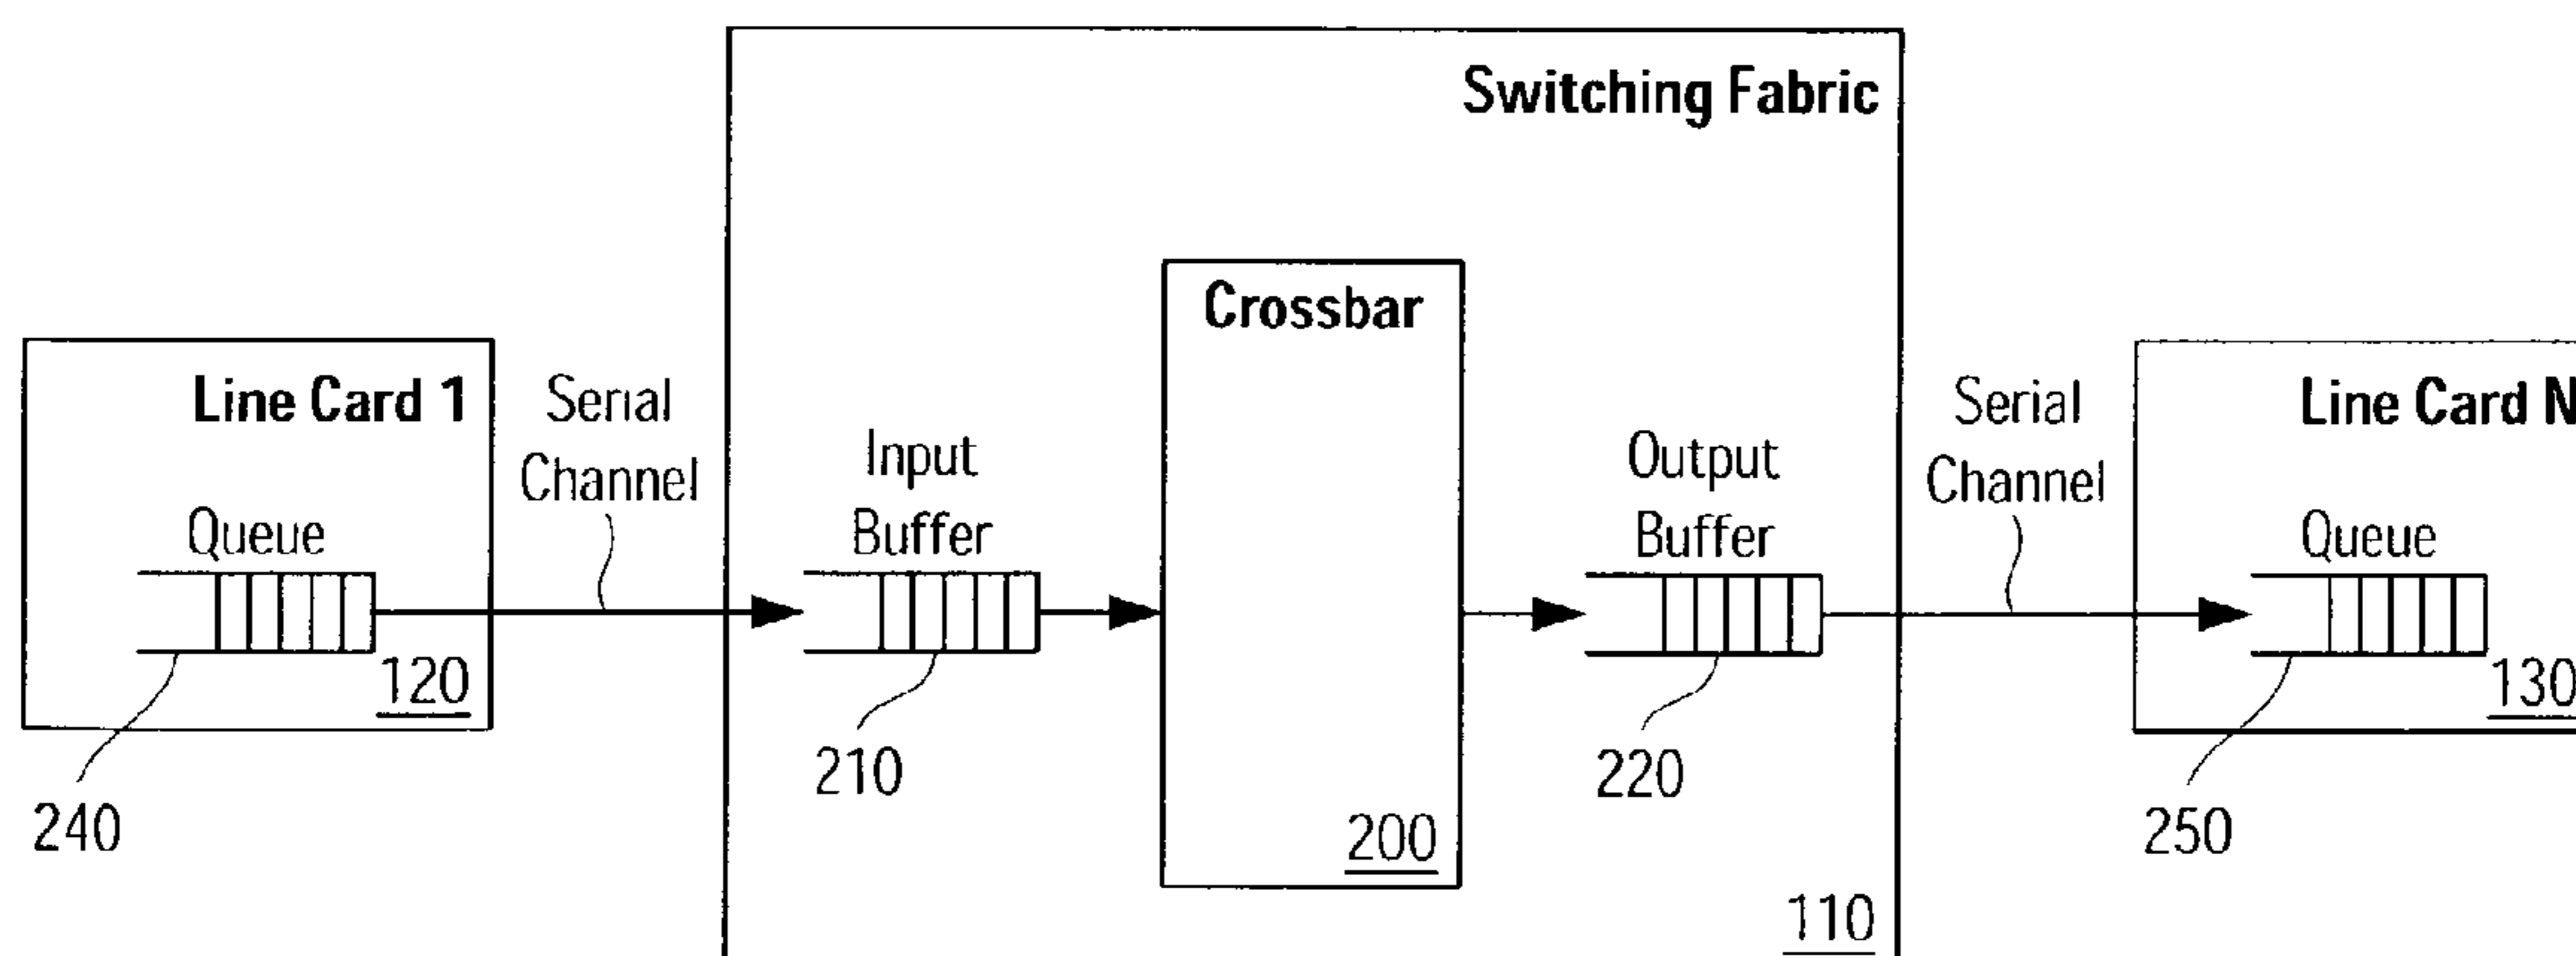 Switching Fabric
Crossbar
Line Card 1
Serial
Channel
Input
Buffer
Output
Buffer
Serial
Channel
Line Card N
Queue
Queue
120
130
210
220
240
200
250
110